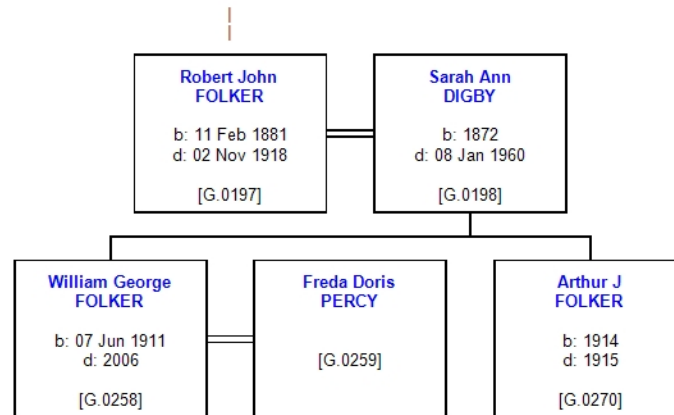 Robert John
FOLKER
b: 11 Feb 1881
d: 02 Nov 1918
[G.0197]
Sarah Ann
DIGBY
b: 1872
d: 08 Jan 1960
[G.0198]
William George
FOLKER
b: 07 Jun 1911
d: 2006
[G.0258]
Freda Doris
PERCY
[G.0259]
Arthur J
FOLKER
b: 1914
d: 1915
[G.0270]